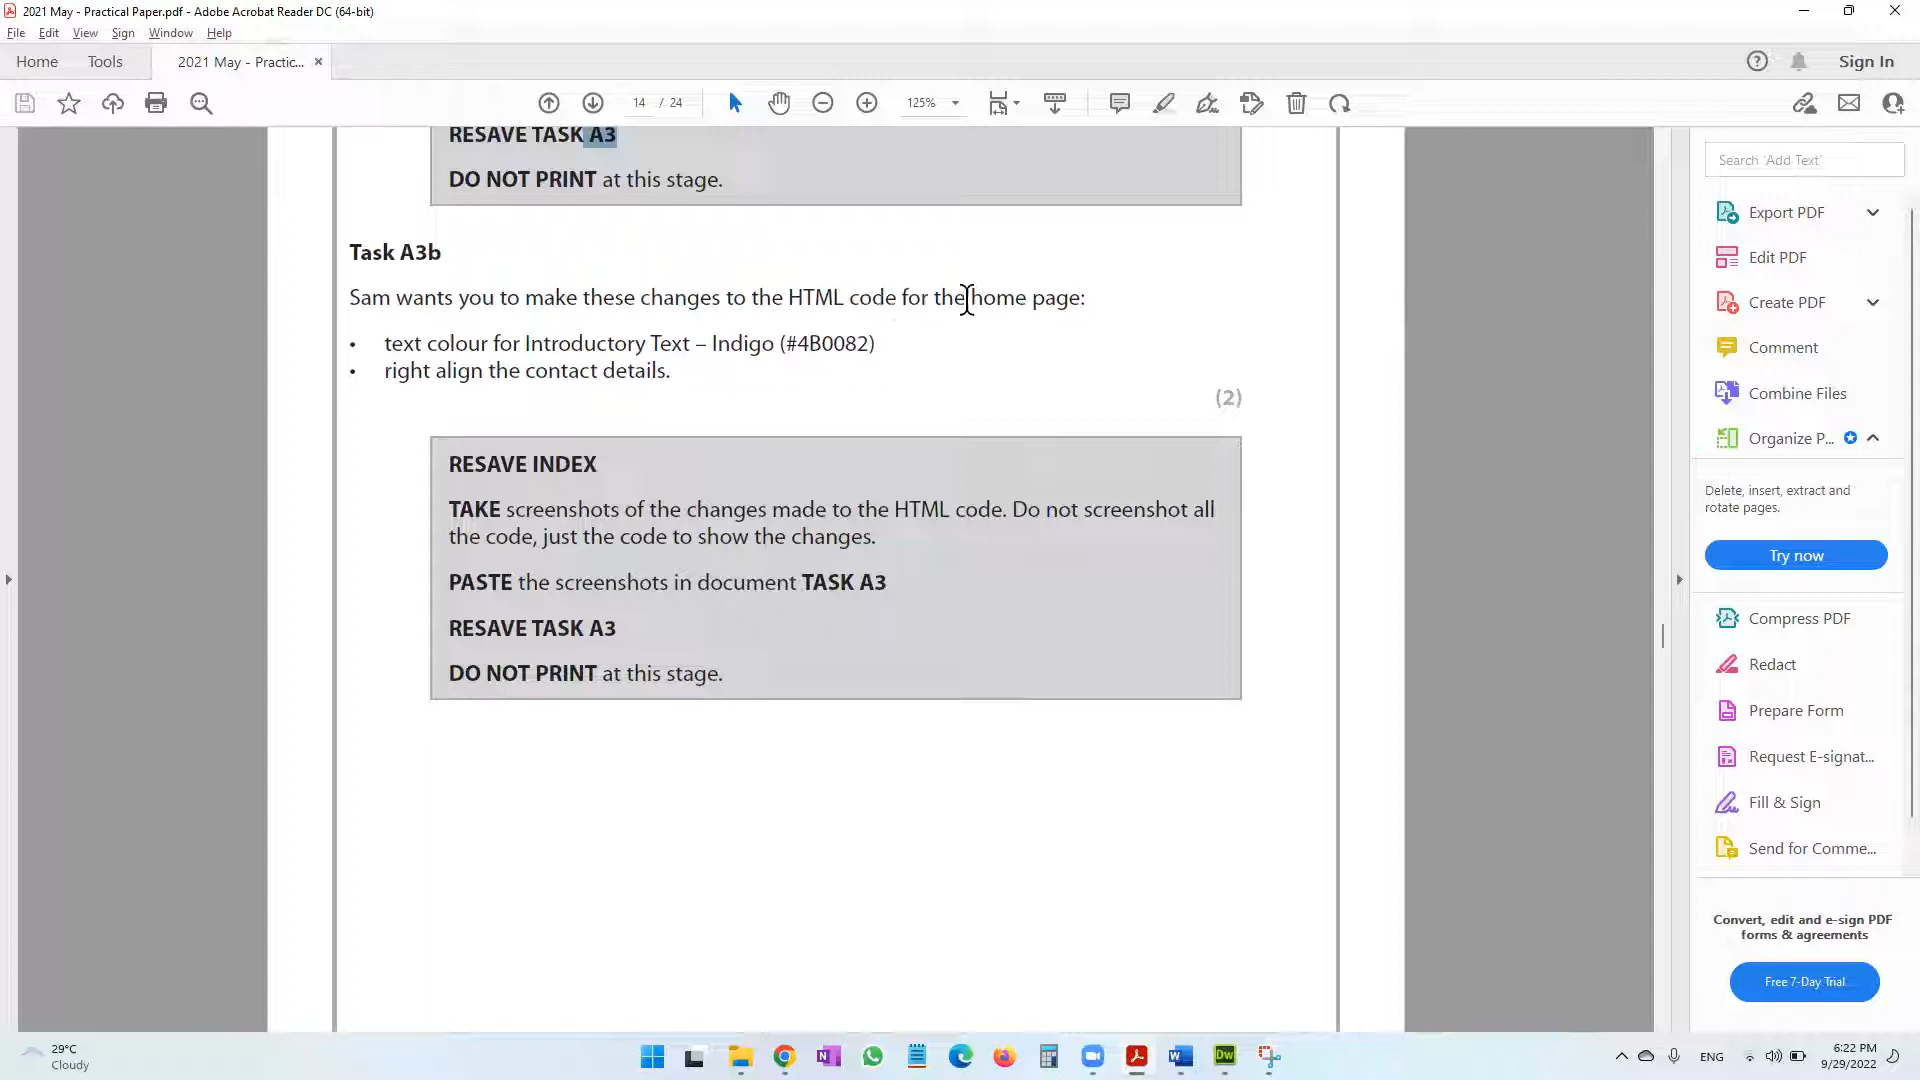 2021 May - Practical Paper.pdf - Adobe Acrobat Reader DC (64-bit)
File Edit View Sign Window Help
Home Tools 2021 May - Practic... ×
Sign In
14 / 24
125%
RESAVE TASK A3
DO NOT PRINT at this stage.
Task A3b
Sam wants you to make these changes to the HTML code for the home page:
• text colour for Introductory Text – Indigo (#4B0082)
• right align the contact details.
(2)
RESAVE INDEX
TAKE screenshots of the changes made to the HTML code. Do not screenshot all
the code, just the code to show the changes.
PASTE the screenshots in document TASK A3
RESAVE TASK A3
DO NOT PRINT at this stage.
Search 'Add Text'
Export PDF
Edit PDF
Create PDF
Comment
Combine Files
Organize P...
Delete, insert, extract and
rotate pages.
Try now
Compress PDF
Redact
Prepare Form
Request E-signat...
Fill & Sign
Send for Comme...
Convert, edit and e-sign PDF
forms & agreements
Free 7-Day Trial
29°C
Cloudy
Dw
ENG
6:22 PM
9/29/2022